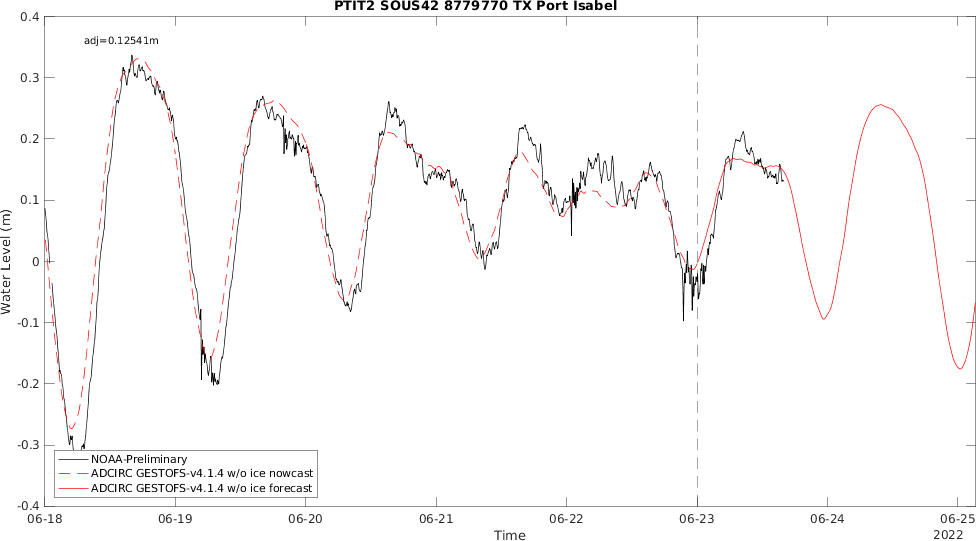 PTIT2 SOUS42 8779770 TX Port Isabel
adj=0.12541m
0.4
0.3
0.2
0.1
0
-0.1
-0.2
-0.3
-0.4
Water Level (m)
NOAA-Preliminary
ADCIRC GESTOFS-v4.1.4 w/o ice nowcast
ADCIRC GESTOFS-v4.1.4 w/o ice forecast
06-18 06-19 06-20 06-21 06-22 06-23 06-24 06-25
Time
2022